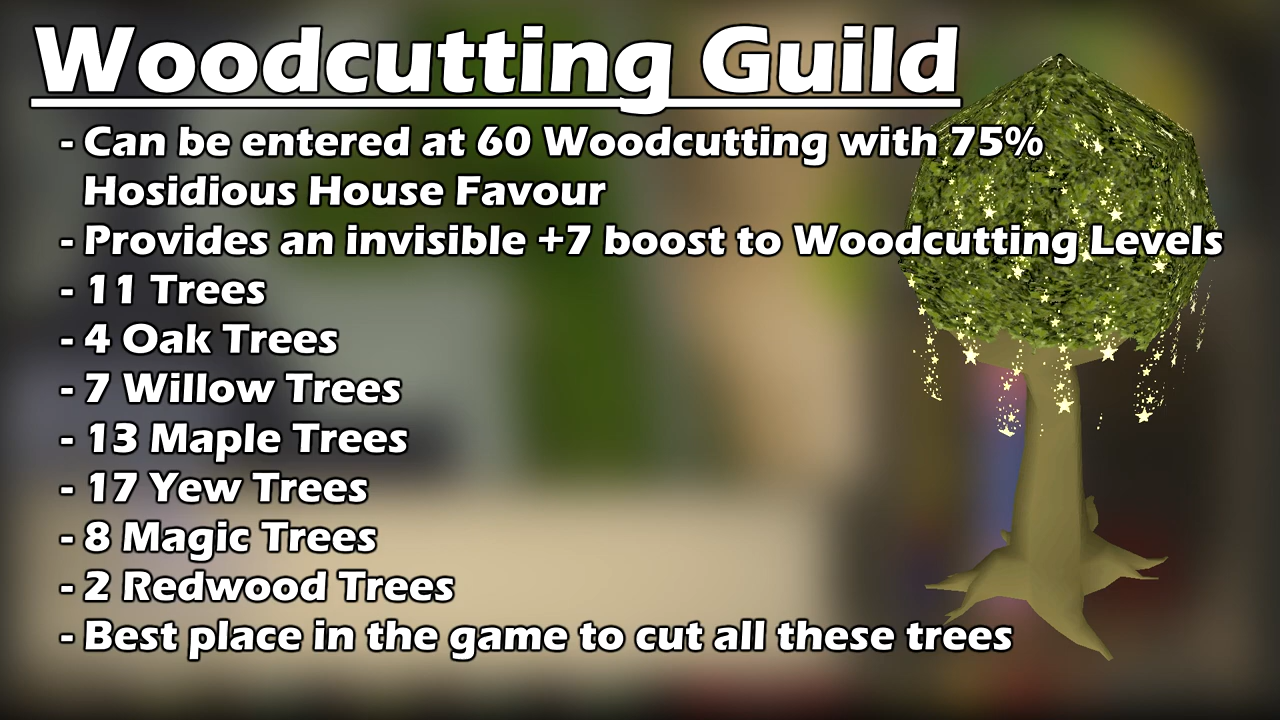 Woodcutting Guild
- Can be entered at 60 Woodcutting with 75%
Hosidious House Favour
- Provides an invisible +7 boost to Woodcutting Levels
- 11 Trees
- 4 Oak Trees
- 7 Willow Trees
- 13 Maple Trees
- 17 Yew Trees
- 8 Magic Trees
- 2 Redwood Trees
- Best place in the game to cut all these trees